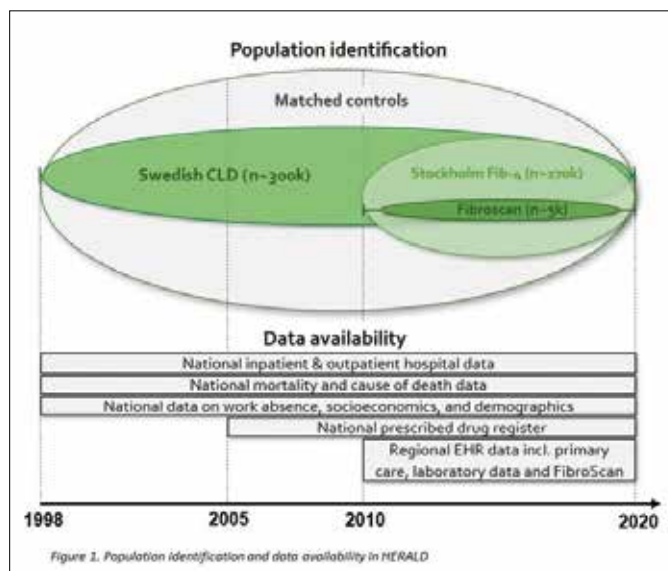 Population identification
Matched controls
Swedish CLD (n~300k)
Stockholm Fib-4
Fibroscan (n~5k)
Data availability
National inpatient & outpatient hospital data
National mortality and cause of death data
National data on work absence, socioeconomics, and demographics
National prescribed drug register
Regional EHR data incl. primary
care, laboratory data and FibroScan
1998
2005
2010
2020
Figure 1. Population identification and data availability in HERALD